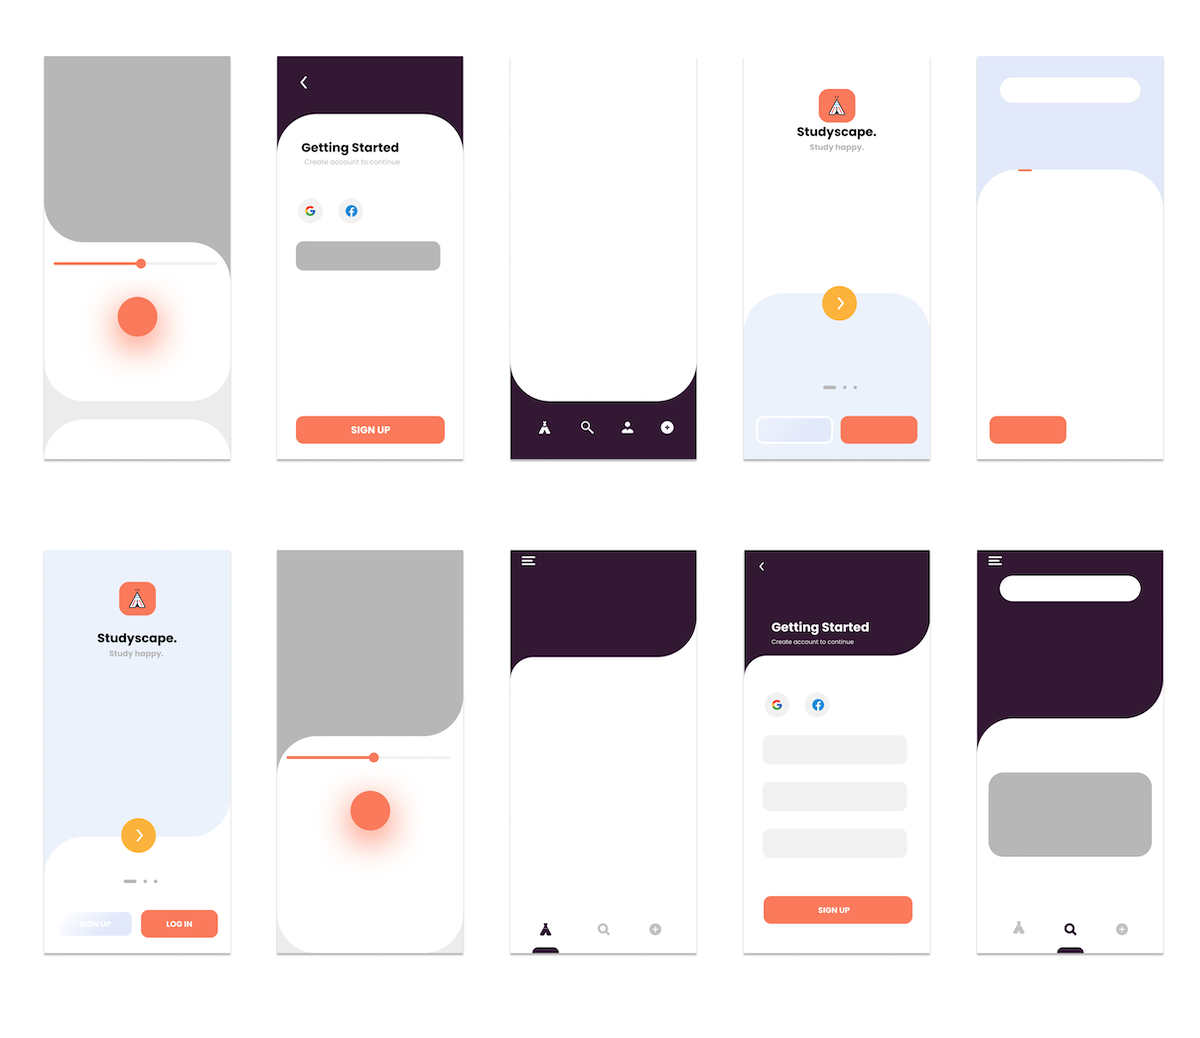 Getting Started
Create account to continue
SIGN UP
Studyscape.
Study happy.
Studyscape.
Study happy.
SIGN UP
LOG IN
Getting Started
Create account to continue
SIGN UP